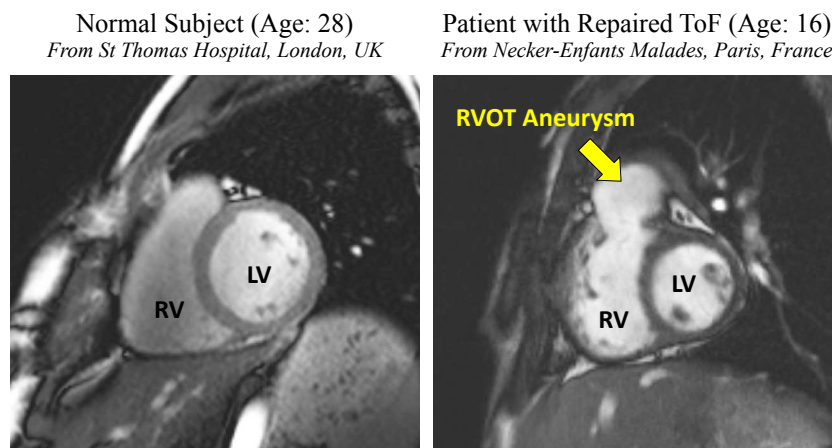 Normal Subject (Age: 28)
From St Thomas Hospital, London, UK
Patient with Repaired ToF (Age: 16)
From Necker-Enfants Malades, Paris, France
RVOT Aneurysm
RV
LV
RV
LV